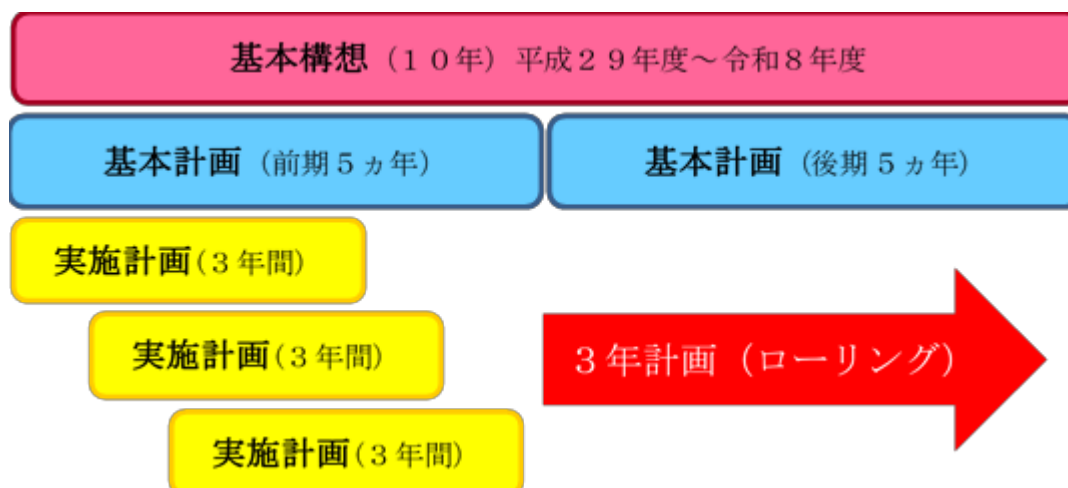 基本構想（１０年）平成２９年度～令和８年度
基本計画（前期５ヵ年）
基本計画（後期５ヵ年）
実施計画（３年間）
実施計画（３年間）
３年計画（ローリング）
実施計画（３年間）